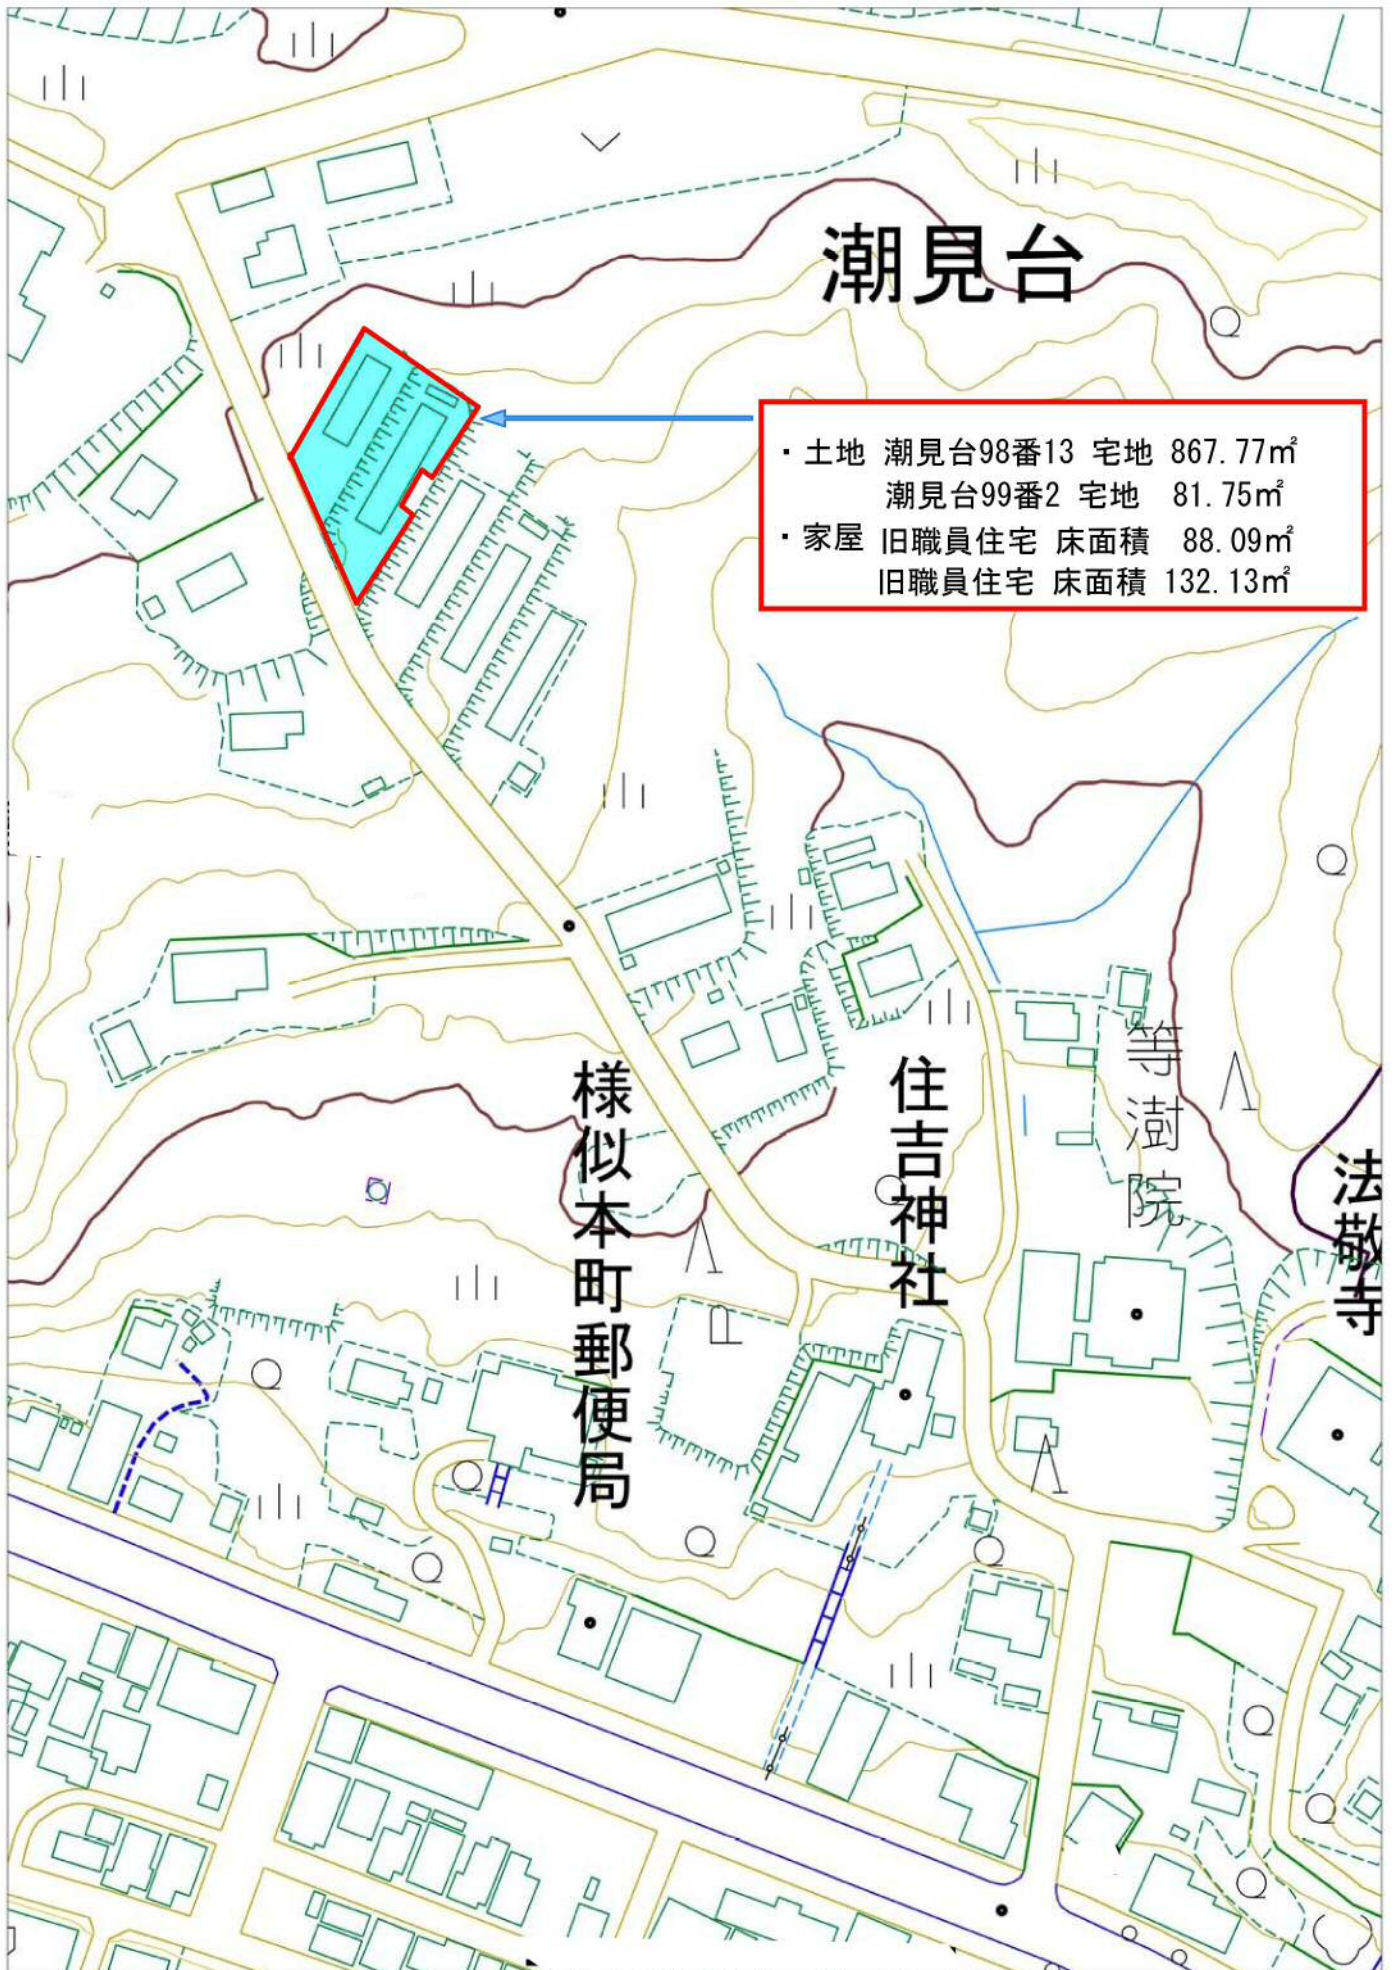 潮見台
・土地 潮見台98番13 宅地 867.77㎡
潮見台99番2 宅地 81.75㎡
・家屋 旧職員住宅 床面積 88.09㎡
旧職員住宅 床面積 132.13㎡
様似本町郵便局
住吉神社
等澍院
法敬寺